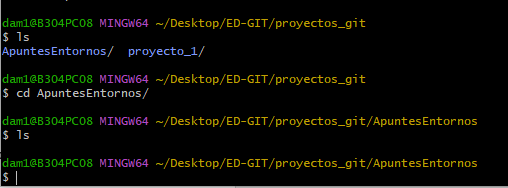 dam1@B304PC08 MINGW64 ~/Desktop/ED-GIT/proyectos_git
$ ls
ApuntesEntornos/  proyecto_1/
dam1@B304PC08 MINGW64 ~/Desktop/ED-GIT/proyectos_git
$ cd ApuntesEntornos/
dam1@B304PC08 MINGW64 ~/Desktop/ED-GIT/proyectos_git/ApuntesEntornos
$ ls
dam1@B304PC08 MINGW64 ~/Desktop/ED-GIT/proyectos_git/ApuntesEntornos
$